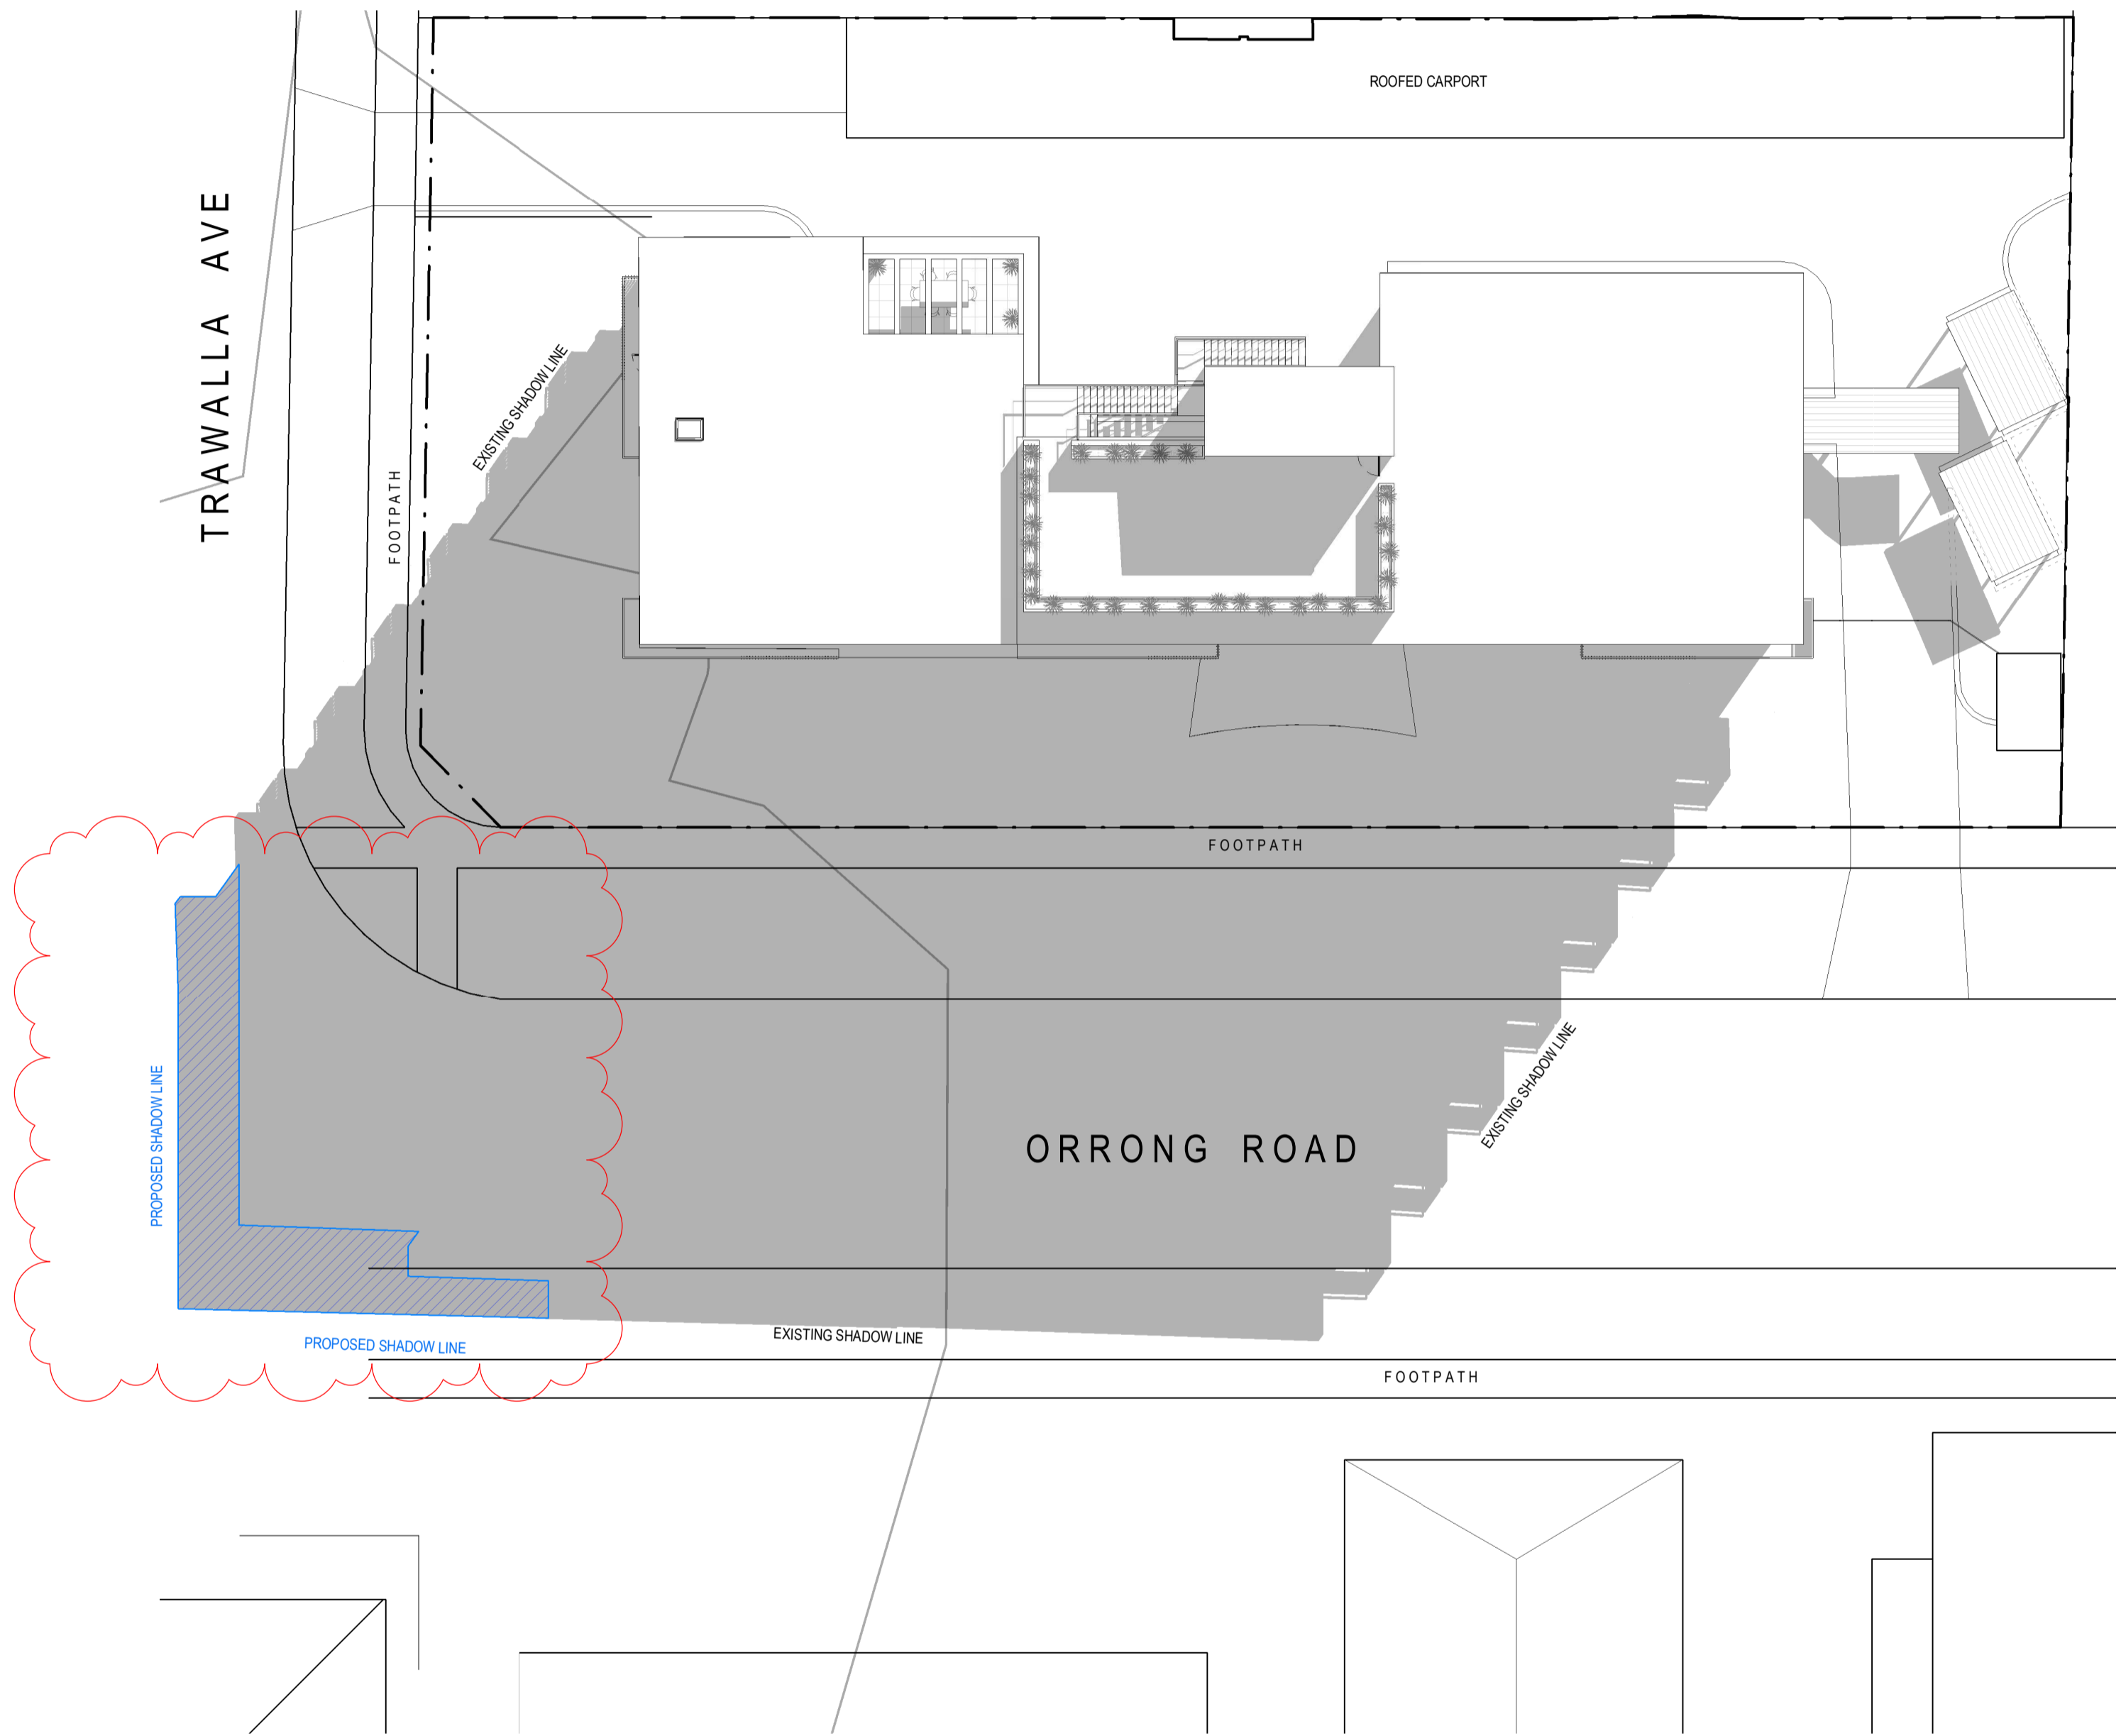 ROOFED CARPORT
TRAWALLA AVE
EXISTING SHADOW LINE
FOOTPATH
FOOTPATH
EXISTING SHADOW LINE
PROPOSED SHADOW LINE
ORRONG ROAD
EXISTING SHADOW LINE
PROPOSED SHADOW LINE
FOOTPATH